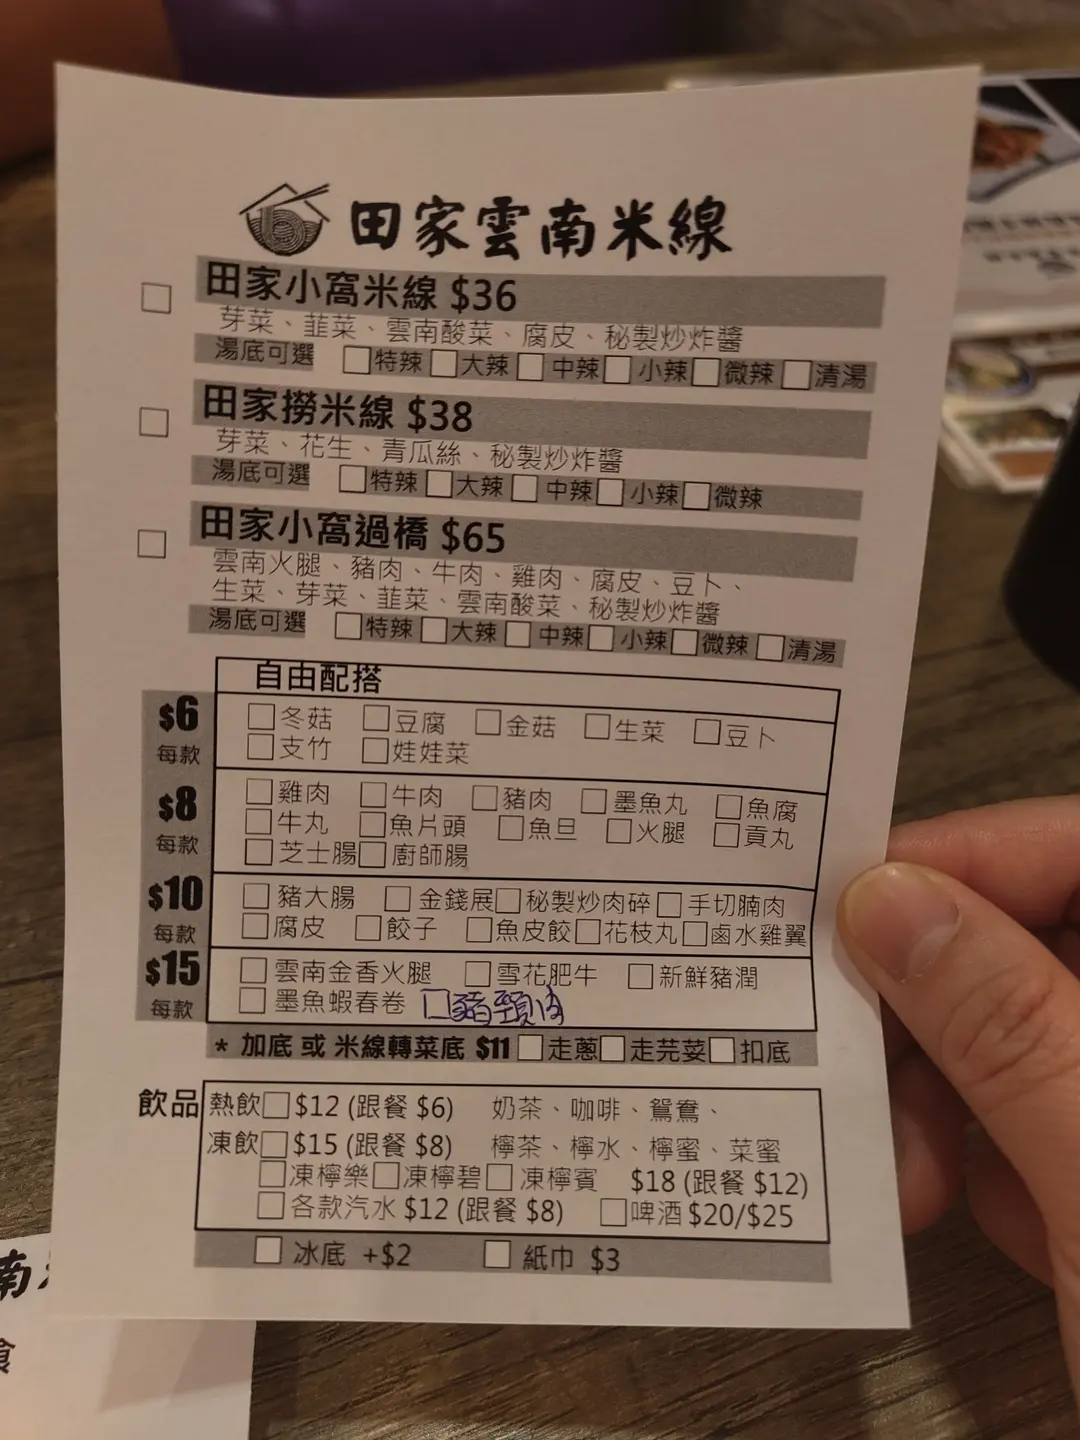 田家雲南米線
□ 田家小窩米線 $36
芽菜、韮菜、雲南酸菜、腐皮、秘製炒炸醬
湯底可選 □特辣 □大辣 □中辣 □小辣 □微辣 □清湯
□ 田家撈米線 $38
芽菜、花生、青瓜絲、秘製炒炸醬
湯底可選 □特辣 □大辣 □中辣 □小辣 □微辣
□ 田家小窩過橋 $65
雲南火腿、豬肉、牛肉、雞肉、腐皮、豆卜、
生菜、芽菜、韮菜、雲南酸菜、秘製炒炸醬
湯底可選 □特辣 □大辣 □中辣 □小辣 □微辣 □清湯
自由配搭
$6 每款
□冬菇 □豆腐 □金菇 □生菜 □豆卜
□支竹 □娃娃菜
$8 每款
□雞肉 □牛肉 □豬肉 □墨魚丸 □魚腐
□牛丸 □魚片頭 □魚旦 □火腿 □貢丸
□芝士腸 □廚師腸
$10 每款
□豬大腸 □金錢展 □秘製炒肉碎 □手切腩肉
□腐皮 □餃子 □魚皮餃 □花枝丸 □鹵水雞翼
$15 每款
□雲南金香火腿 □雪花肥牛 □新鮮豬潤
□墨魚蝦春卷 □豬頸肉
* 加底 或 米線轉菜底 $11 □走蔥 □走芫荽 □扣底
飲品
熱飲□$12 (跟餐 $6) 奶茶、咖啡、鴛鴦、
凍飲□$15 (跟餐 $8) 檸茶、檸水、檸蜜、菜蜜
□凍檸樂 □凍檸碧 □凍檸賓 $18 (跟餐 $12)
□各款汽水 $12 (跟餐 $8) □啤酒 $20/$25
□ 冰底 +$2 □ 紙巾 $3
南
食